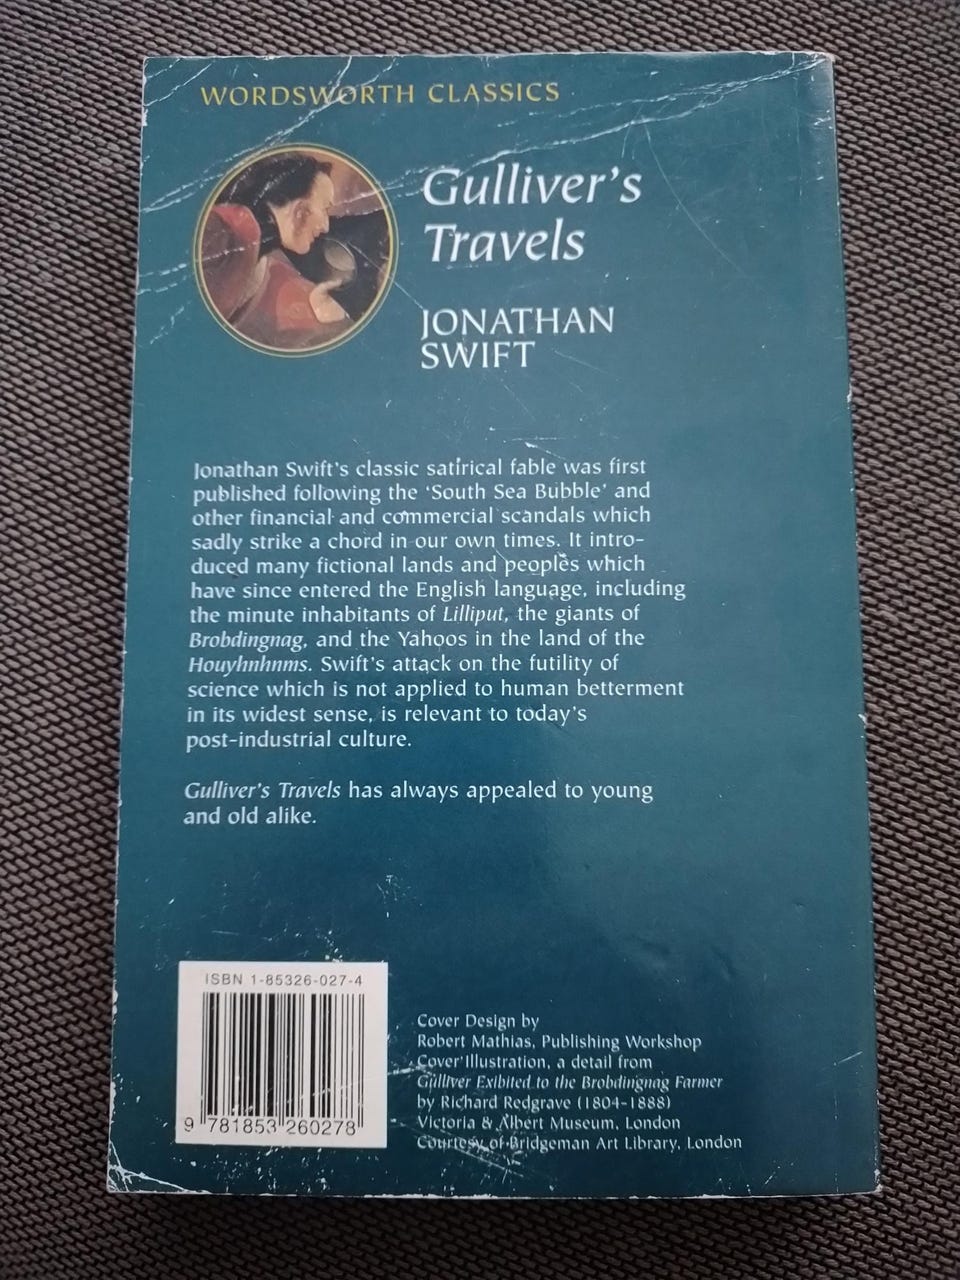 WORDSWORTH CLASSICS
Gulliver's
Travels
JONATHAN
SWIFT
Jonathan Swift's classic satirical fable was first
published following the 'South Sea Bubble' and
other financial and commercial scandals which
sadly strike a chord in our own times. It intro-
duced many fictional lands and peoples which
have since entered the English language, including
the minute inhabitants of Lilliput, the giants of
Brobdingnag, and the Yahoos in the land of the
Houyhnhnms. Swift's attack on the futility of
science which is not applied to human betterment
in its widest sense, is relevant to today's
post-industrial culture.
Gulliver's Travels has always appealed to young
and old alike.
ISBN 1-85326-027-4
9 781853 260278
Cover Design by
Robert Mathias, Publishing Workshop
Cover Illustration, a detail from
Gulliver Exibited to the Brobdingnag Farmer
by Richard Redgrave (1804-1888)
Victoria & Albert Museum, London
Courtesy of Bridgeman Art Library, London